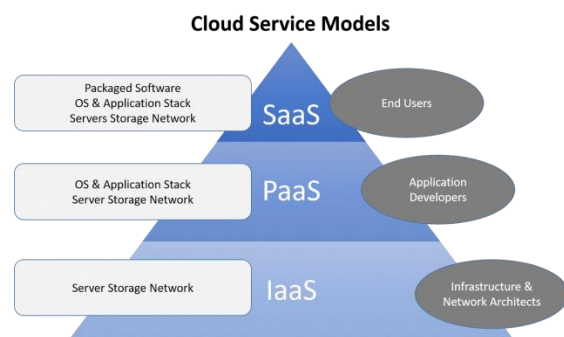 Cloud Service Models
Packaged Software
OS & Application Stack
Servers Storage Network
SaaS
End Users
OS & Application Stack
Server Storage Network
PaaS
Application
Developers
Server Storage Network
IaaS
Infrastructure &
Network Architects